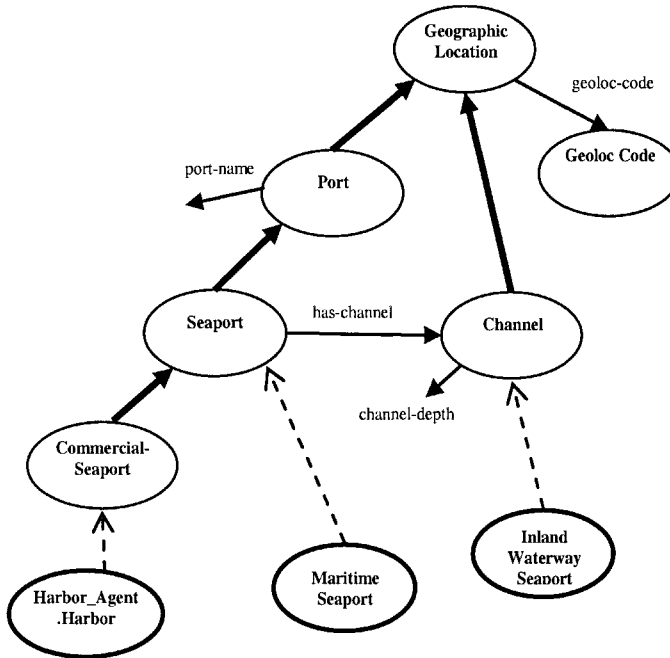 Geographic
Location
geoloc-code
Geoloc Code
port-name
Port
Seaport
has-channel
Channel
channel-depth
Commercial-
Seaport
Inland
Waterway
Seaport
Maritime
Seaport
Harbor_Agent
.Harbor